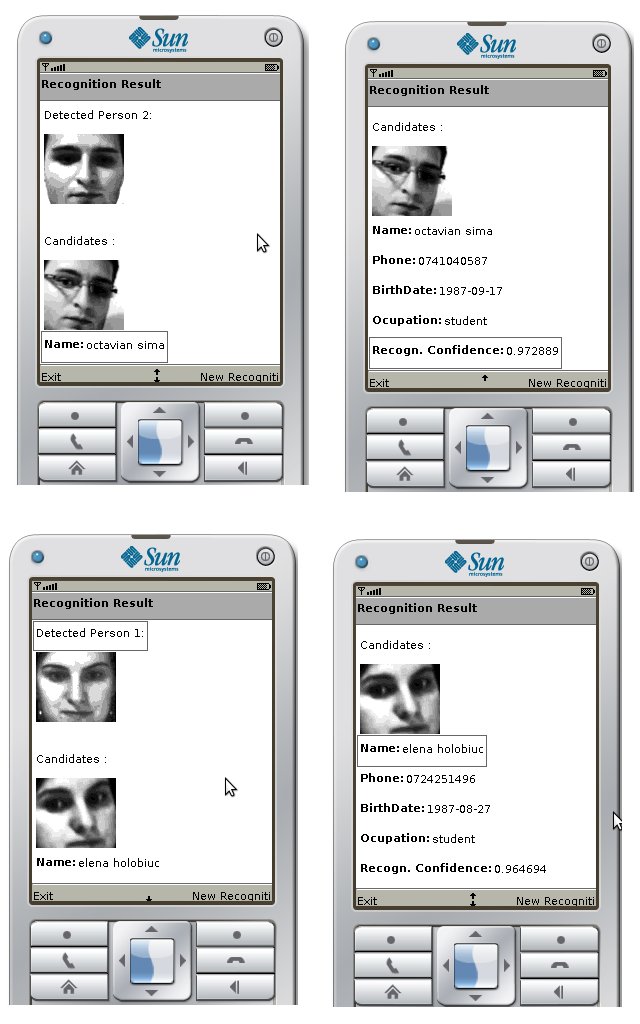 Sun
microsystems
Recognition Result
Detected Person 2:
Candidates :
Name: octavian sima
Exit
New Recogniti
Sun
microsystems
Recognition Result
Candidates :
Name: octavian sima
Phone: 0741040587
BirthDate: 1987-09-17
Ocupation: student
Recogn. Confidence: 0.972889
Exit
New Recogniti
Sun
microsystems
Recognition Result
Detected Person 1:
Candidates :
Name: elena holobiuc
Exit
New Recogniti
Sun
microsystems
Recognition Result
Candidates :
Name: elena holobiuc
Phone: 0724251496
BirthDate: 1987-08-27
Ocupation: student
Recogn. Confidence: 0.964694
Exit
New Recogniti